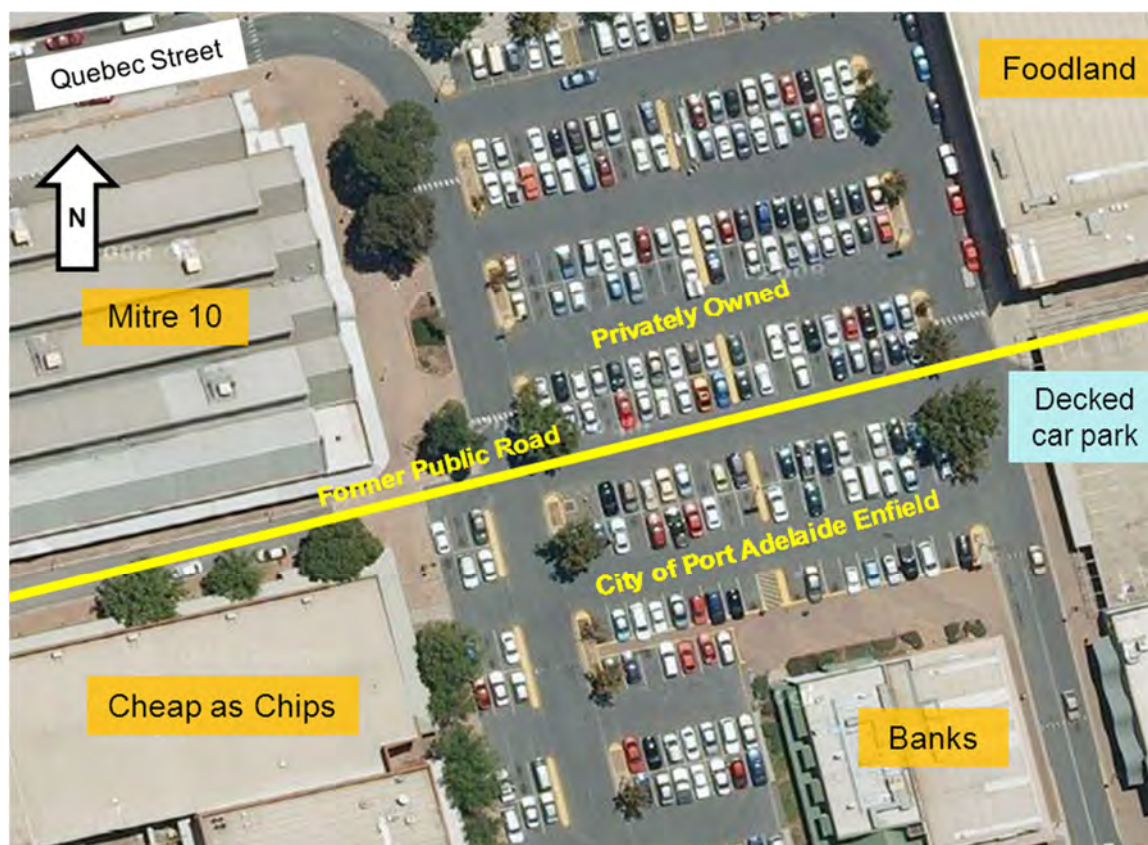 Quebec Street
Foodland
N
Mitre 10
Privately Owned
Decked
car park
Former Public Road
City of Port Adelaide Enfield
Cheap as Chips
Banks